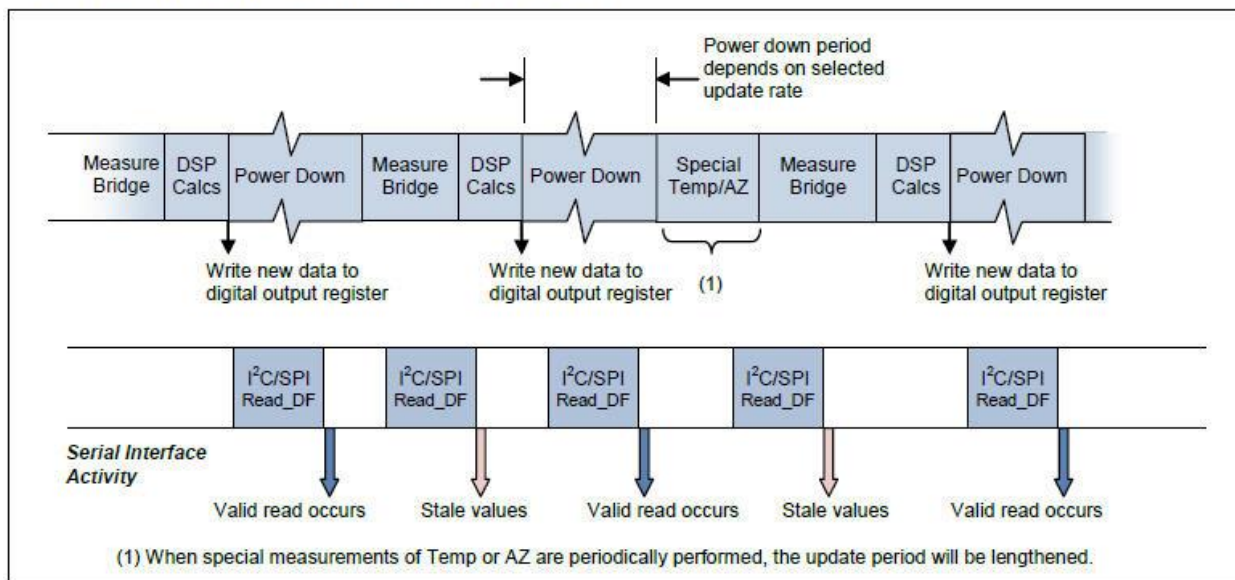 Power down period
depends on selected
update rate
Measure
Bridge
DSP
Calcs
Power Down
Measure
Bridge
DSP
Calcs
Power Down
Special
Temp/AZ
Measure
Bridge
DSP
Calcs
Power Down
Write new data to
digital output register
Write new data to
digital output register
(1)
Write new data to
digital output register
I²C/SPI
Read_DF
I²C/SPI
Read_DF
I²C/SPI
Read_DF
I²C/SPI
Read_DF
I²C/SPI
Read_DF
Serial Interface
Activity
Valid read occurs
Stale values
Valid read occurs
Stale values
Valid read occurs
(1) When special measurements of Temp or AZ are periodically performed, the update period will be lengthened.